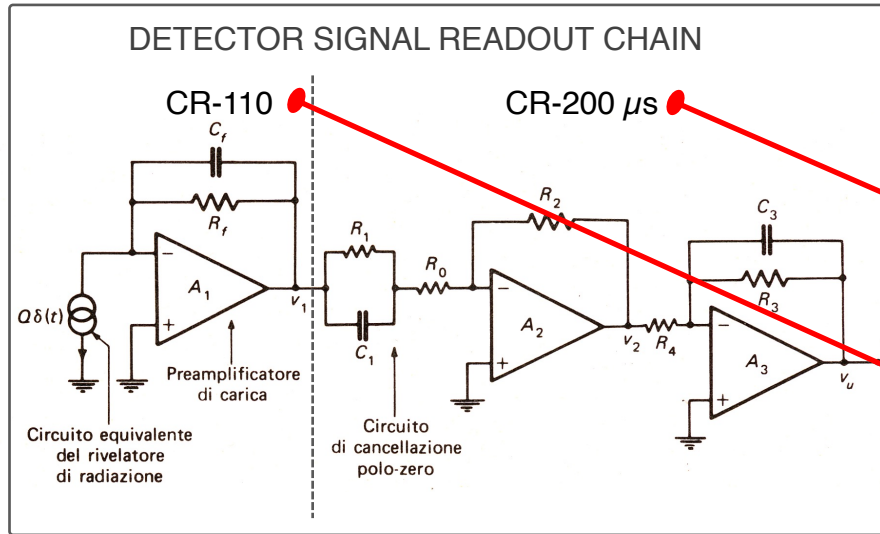 DETECTOR SIGNAL READOUT CHAIN
CR-110
CR-200 µs
C_f
R_f
A_1
Qδ(t)
v_1
Preamplificatore
di carica
Circuito equivalente
del rivelatore
di radiazione
R_1
C_1
R_0
Circuito
di cancellazione
polo-zero
R_2
A_2
v_2
R_4
C_3
R_3
A_3
v_u